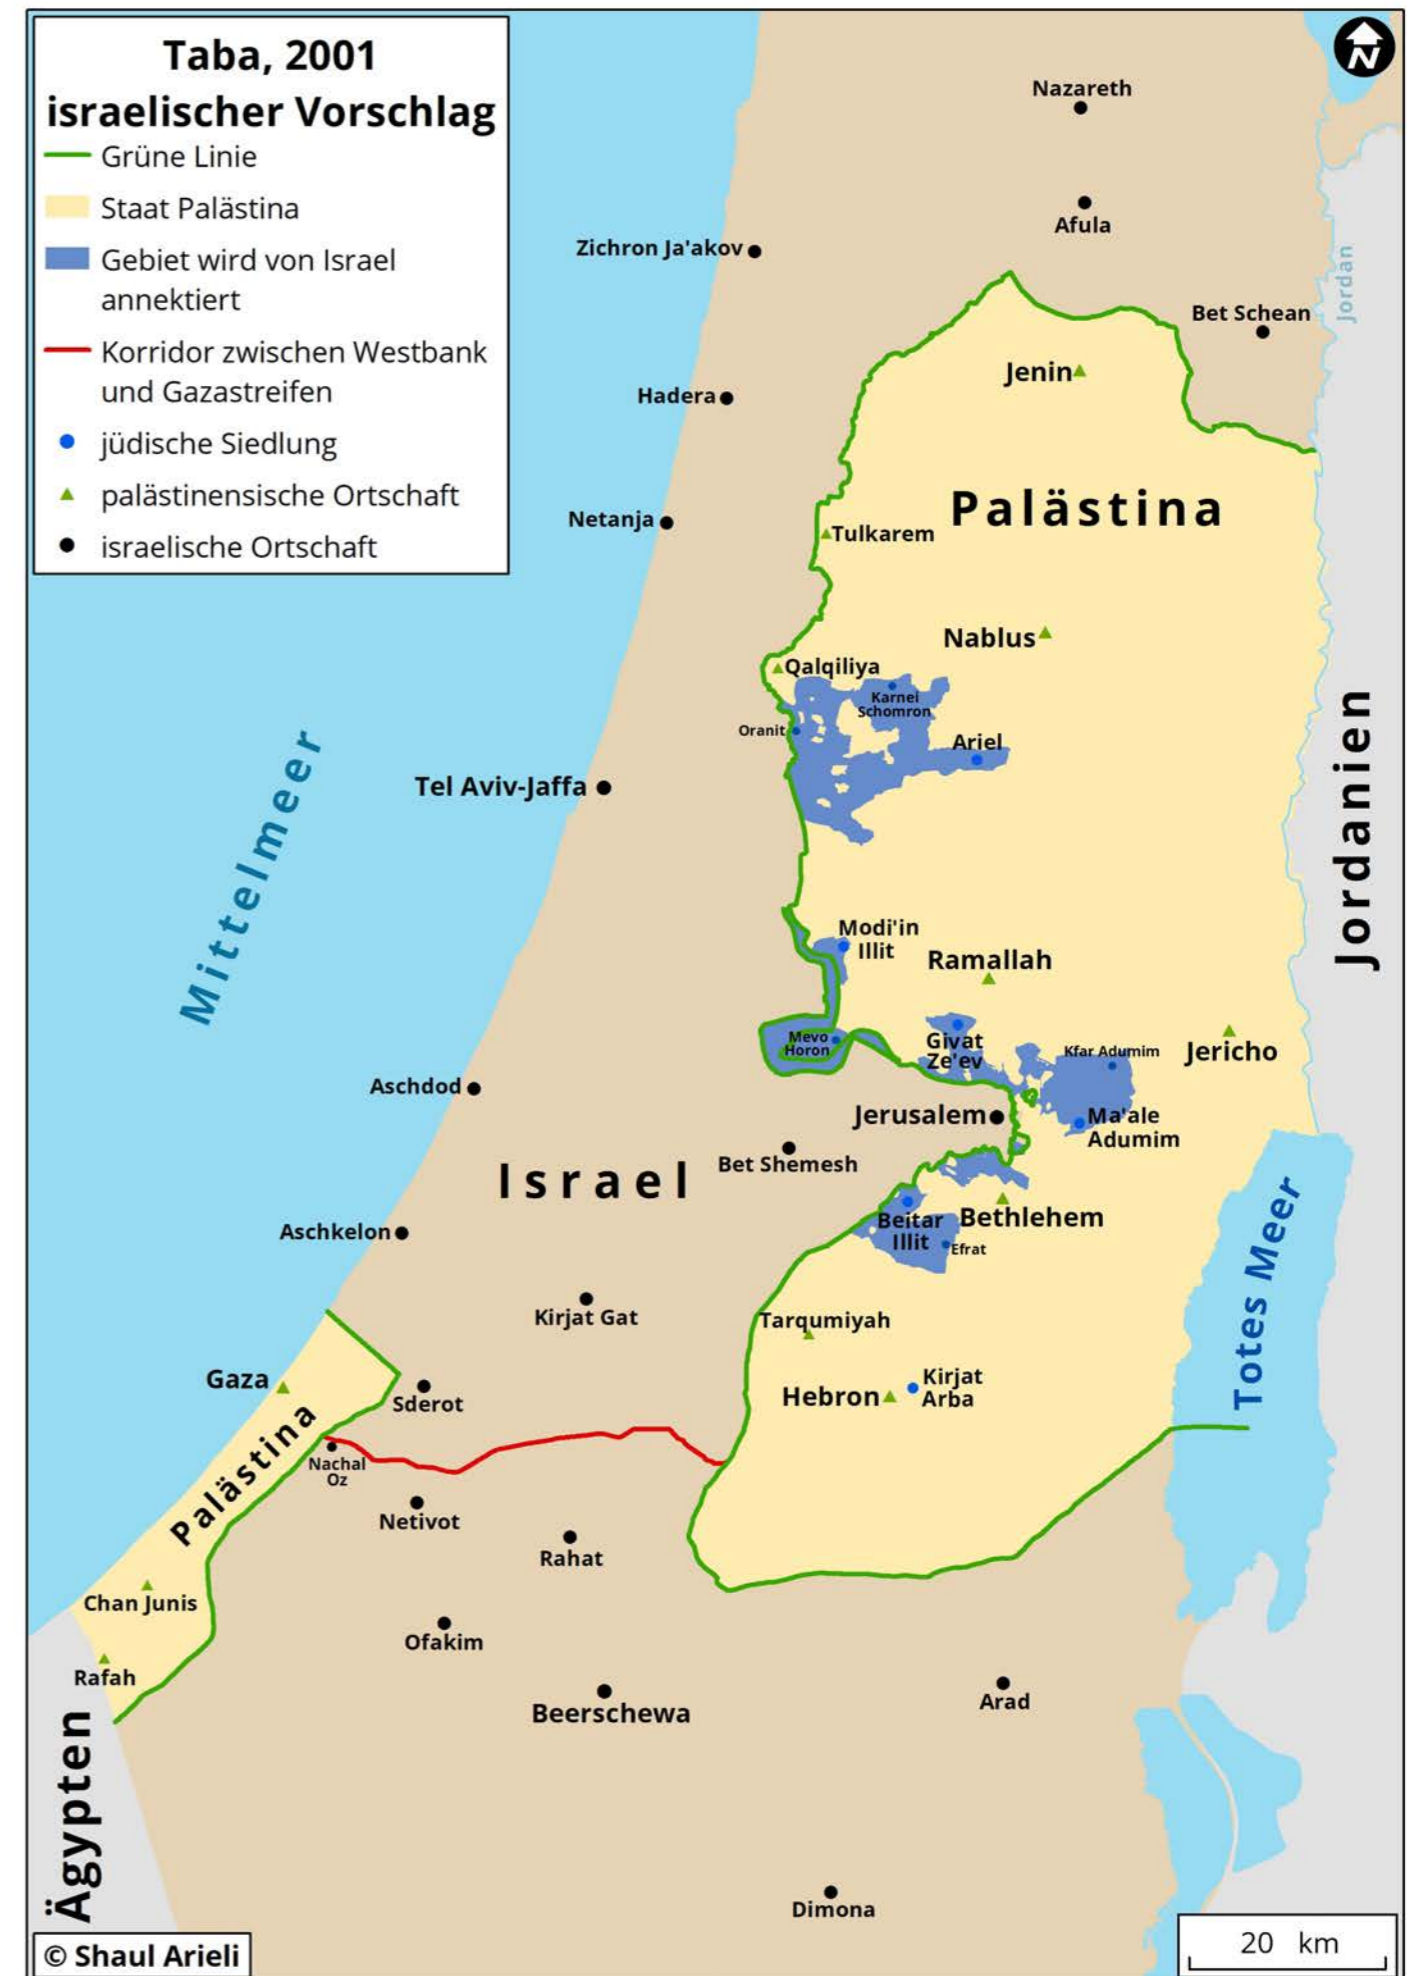 Taba, 2001
israelischer Vorschlag
Grüne Linie
Staat Palästina
Gebiet wird von Israel
annektiert
Korridor zwischen Westbank
und Gazastreifen
jüdische Siedlung
palästinensische Ortschaft
israelische Ortschaft
N
Nazareth
Afula
Zichron Ja'akov
Jordan
Bet Schean
Jenin
Hadera
Palästina
Netanja
Tulkarem
Nablus
Qalqiliya
Karnei
Schomron
Oranit
Ariel
Tel Aviv-Jaffa
Mittelmeer
Jordanien
Modi'in
Illit
Ramallah
Mevo
Horon
Givat
Ze'ev
Kfar Adumim
Jericho
Aschdod
Jerusalem
Ma'ale
Adumim
Bet Shemesh
Israel
Aschkelon
Beitar
Illit
Bethlehem
Efrat
Totes Meer
Kirjat Gat
Tarqumiyah
Gaza
Sderot
Hebron
Kirjat
Arba
Palästina
Nachal
Oz
Netivot
Rahat
Chan Junis
Ofakim
Rafah
Beerschewa
Arad
Ägypten
Dimona
© Shaul Arieli
20 km